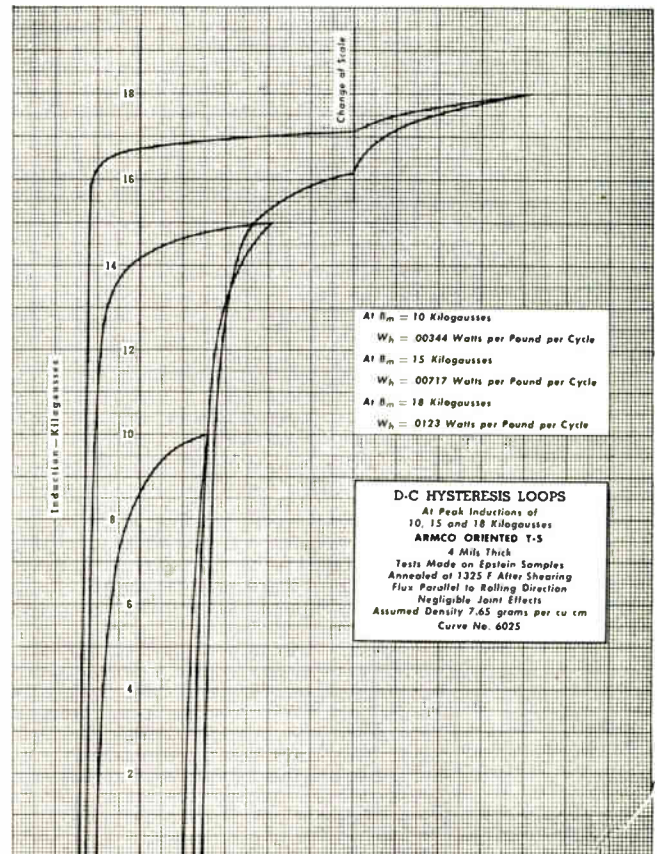 Change of Scale
18
16
14
12
10
8
6
4
2
Induction—Kilogausses
At Bm = 10 Kilogausses
Wh = .00344 Watts per Pound per Cycle
At Bm = 15 Kilogausses
Wh = .00717 Watts per Pound per Cycle
At Bm = 18 Kilogausses
Wh = .0123 Watts per Pound per Cycle
D-C HYSTERESIS LOOPS
At Peak Inductions of
10, 15 and 18 Kilogausses
ARMCO ORIENTED T-S
4 Mils Thick
Tests Made on Epstein Samples
Annealed at 1325 F After Shearing
Flux Parallel to Rolling Direction
Negligible Joint Effects
Assumed Density 7.65 grams per cu cm
Curve No. 6025